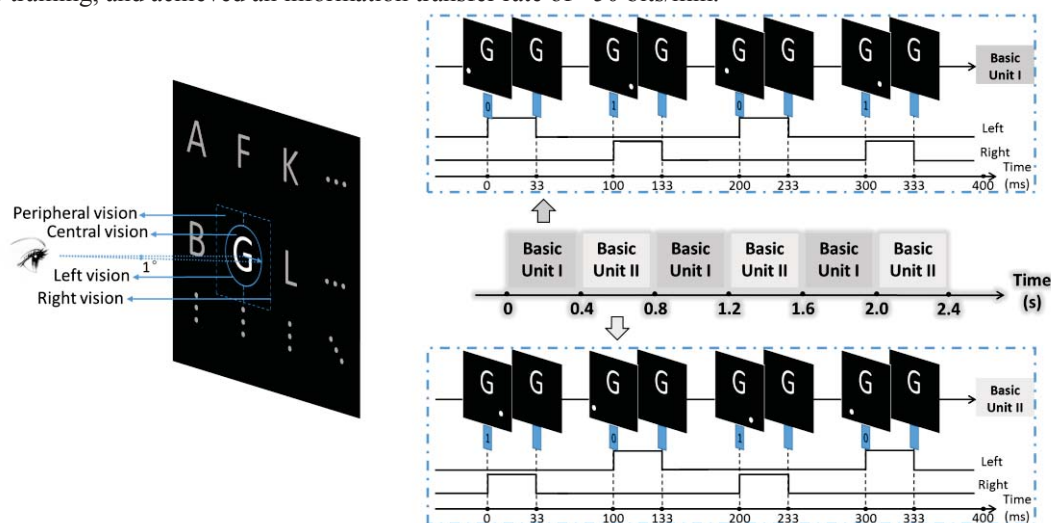 training, and achieved an information transfer rate of ~50 bits/min.
A F K ...
Peripheral vision
Central vision
B G L ...
1°
Left vision
Right vision
G G G G G G G G
Basic
Unit I
0 1 0 1
Left
Right
Time
(ms)
0 33 100 133 200 233 300 333 400
Basic Unit I Basic Unit II Basic Unit I Basic Unit II Basic Unit I Basic Unit II
Time
(s)
0 0.4 0.8 1.2 1.6 2.0 2.4
G G G G G G G G
Basic
Unit II
1 0 1 0
Left
Right
Time
(ms)
0 33 100 133 200 233 300 333 400